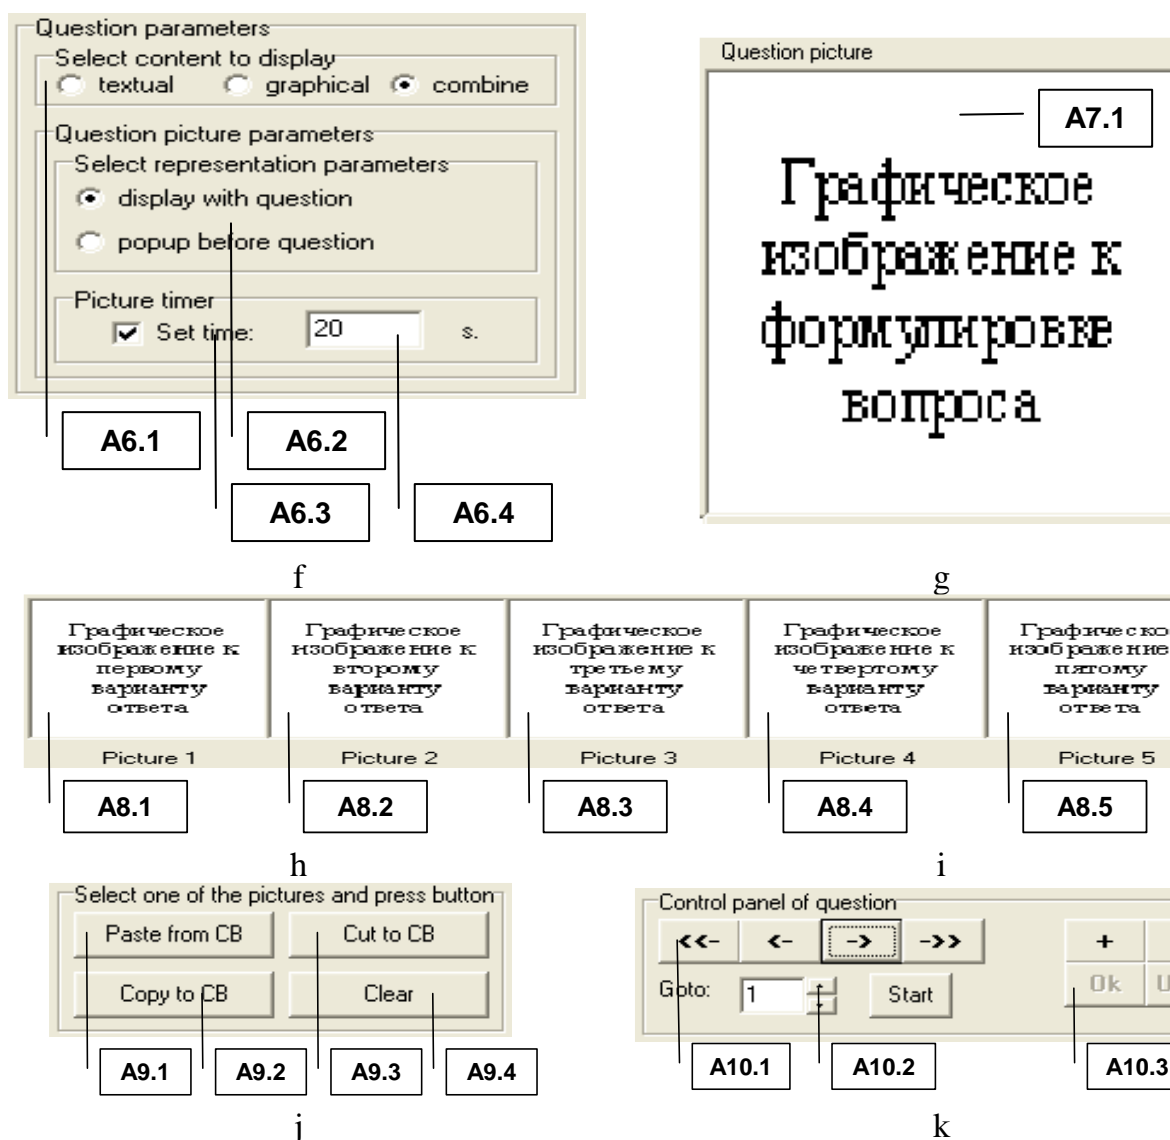 Question parameters
Select content to display
textual graphical combine
Question picture parameters
Select representation parameters
display with question
popup before question
Picture timer
Set time: 20 s.
A6.1 A6.2
A6.3 A6.4
f
Question picture
A7.1
Графическое
изображение к
формулировке
вопроса
g
Графическое
изображение к
первому
варианту
ответа
Picture 1
A8.1
Графическое
изображение к
второму
варианту
ответа
Picture 2
A8.2
Графическое
изображение к
третьему
варианту
ответа
Picture 3
A8.3
Графическое
изображение к
четвертому
варианту
ответа
Picture 4
A8.4
Графическо
изображение
пятому
варианту
ответа
Picture 5
A8.5
h i
Select one of the pictures and press button
Paste from CB Cut to CB
Copy to CB Clear
A9.1 A9.2 A9.3 A9.4
j
Control panel of question
<<- <- -> ->> +
Goto: 1 Start Ok U
A10.1 A10.2 A10.3
k